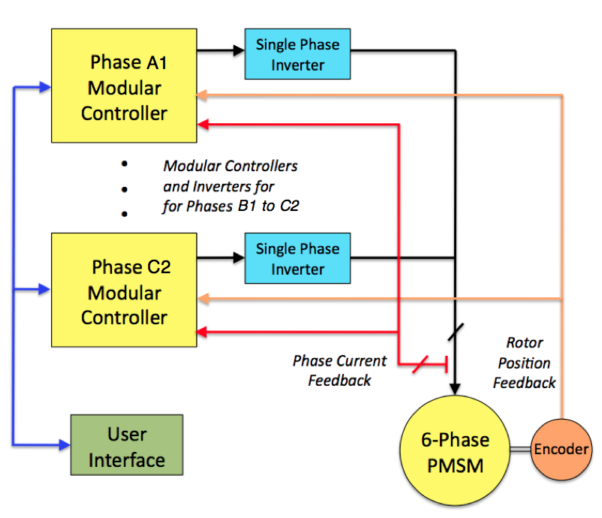 Phase A1
Modular
Controller
Single Phase
Inverter
Modular Controllers
and Inverters for
for Phases B1 to C2
Phase C2
Modular
Controller
Single Phase
Inverter
Phase Current
Feedback
Rotor
Position
Feedback
User
Interface
6-Phase
PMSM
Encoder